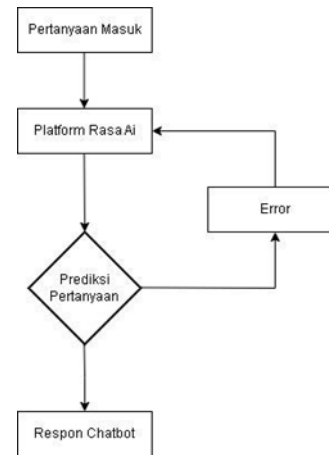 Pertanyaan Masuk
Platform Rasa Ai
Error
Prediksi
Pertanyaan
Respon Chatbot